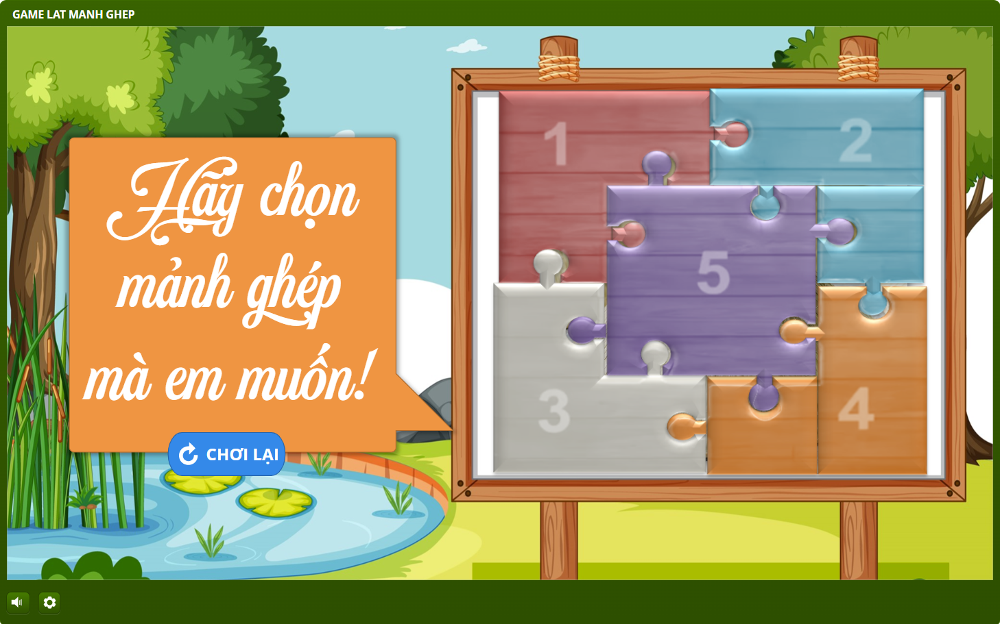 GAME LAT MANH GHEP
Hãy chọn
mảnh ghép
mà em muốn!
CHƠI LẠI
1
2
5
3
4